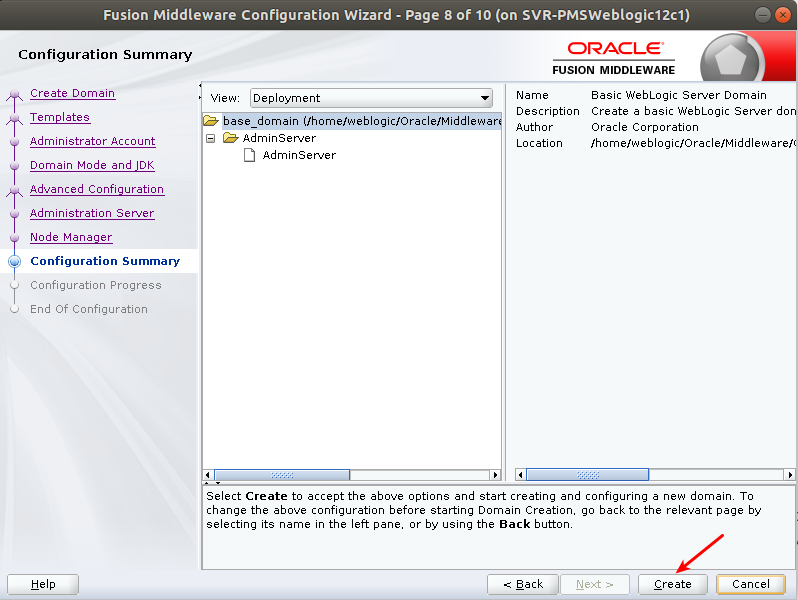 Fusion Middleware Configuration Wizard - Page 8 of 10 (on SVR-PMSWeblogic12c1)
Configuration Summary
ORACLE
FUSION MIDDLEWARE
Create Domain
Templates
Administrator Account
Domain Mode and JDK
Advanced Configuration
Administration Server
Node Manager
Configuration Summary
Configuration Progress
End Of Configuration
View: Deployment
base_domain (/home/weblogic/Oracle/Middleware
AdminServer
AdminServer
Name Basic WebLogic Server Domain
Description Create a basic WebLogic Server dom
Author Oracle Corporation
Location /home/weblogic/Oracle/Middleware/O
Select Create to accept the above options and start creating and configuring a new domain. To
change the above configuration before starting Domain Creation, go back to the relevant page by
selecting its name in the left pane, or by using the Back button.
Help
< Back
Next >
Create
Cancel